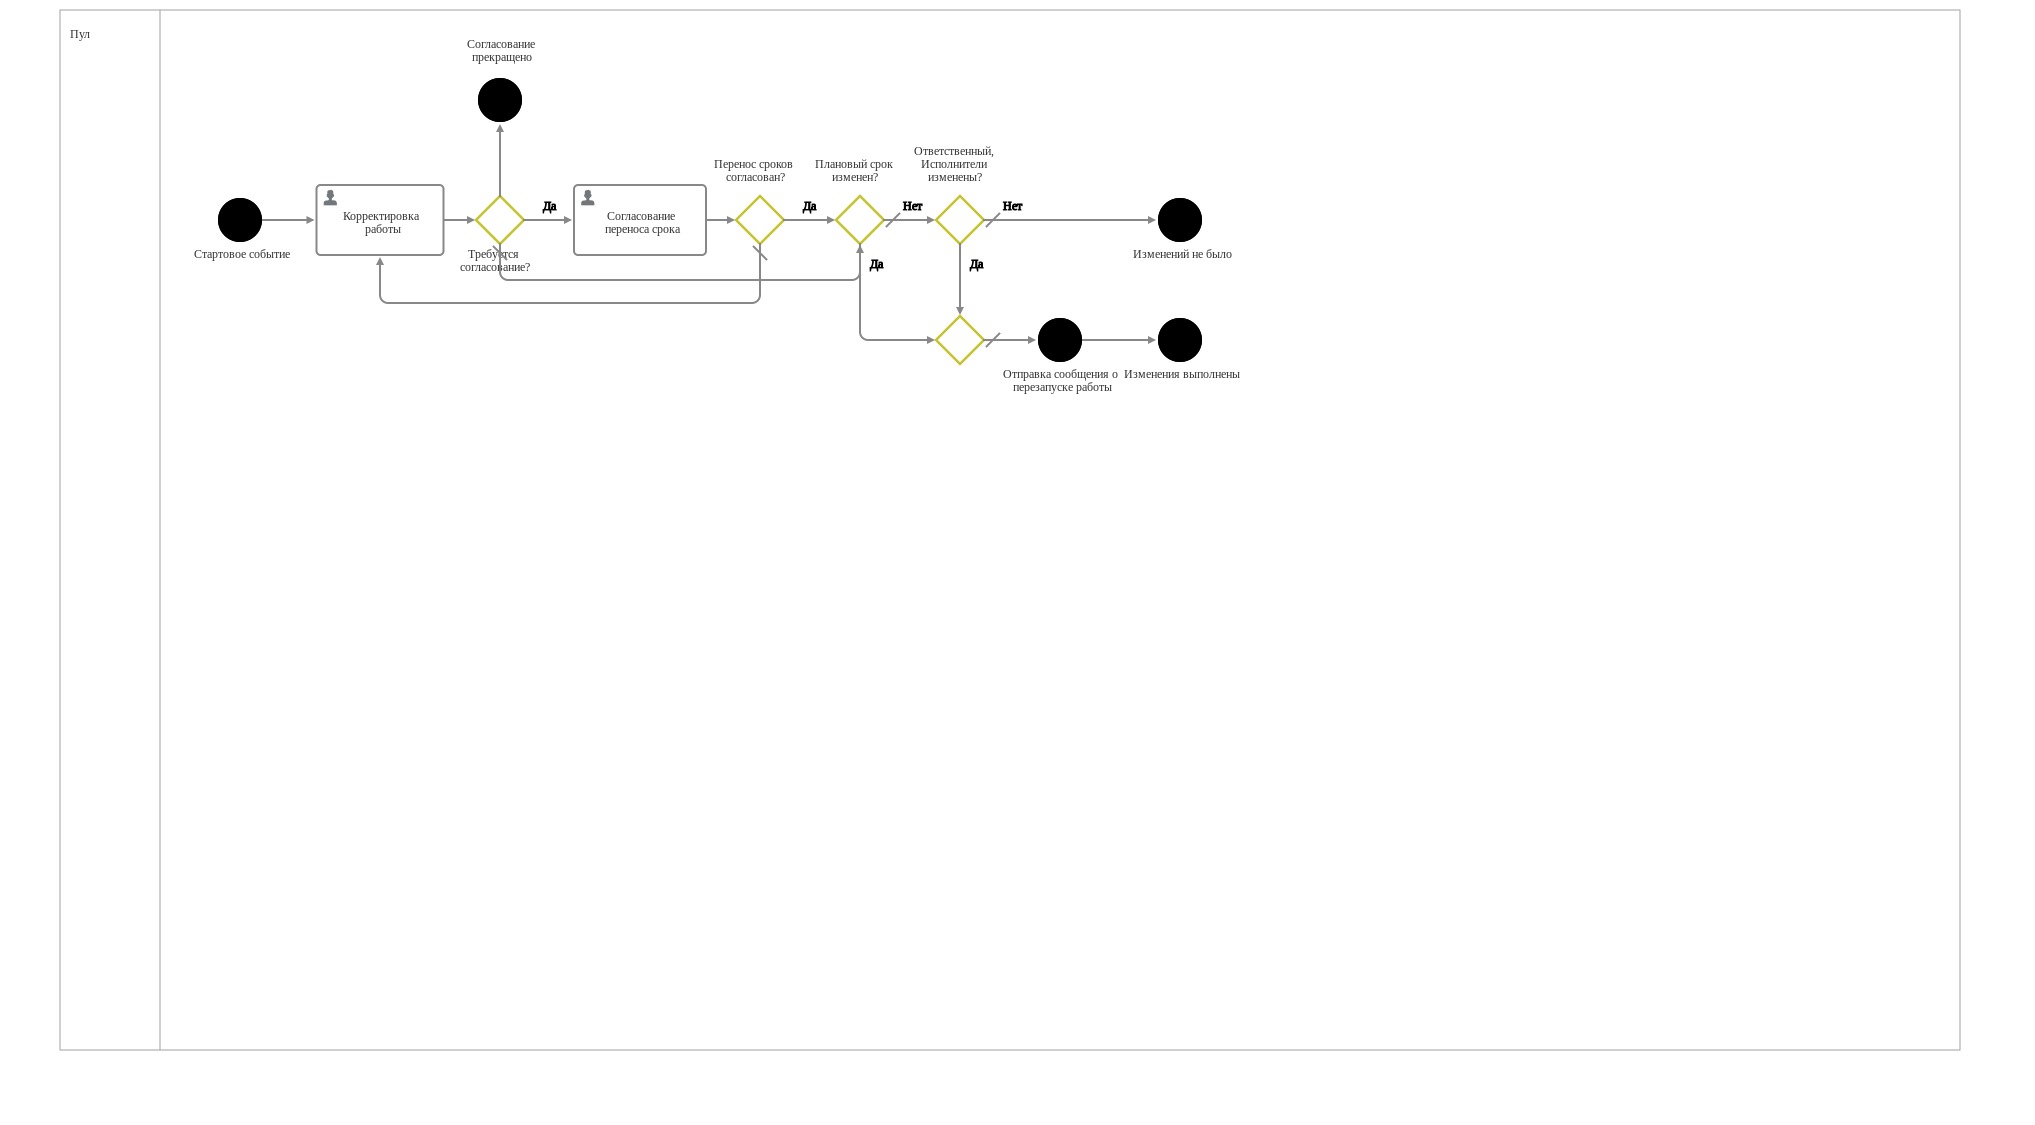 Пул
Согласование
прекращено
Стартовое событие
Корректировка
работы
Требуется
согласование?
Да
Согласование
переноса срока
Перенос сроков
согласован?
Да
Плановый срок
изменен?
Нет
Да
Ответственный,
Исполнители
изменены?
Нет
Да
Изменений не было
Отправка сообщения о
перезапуске работы
Изменения выполнены